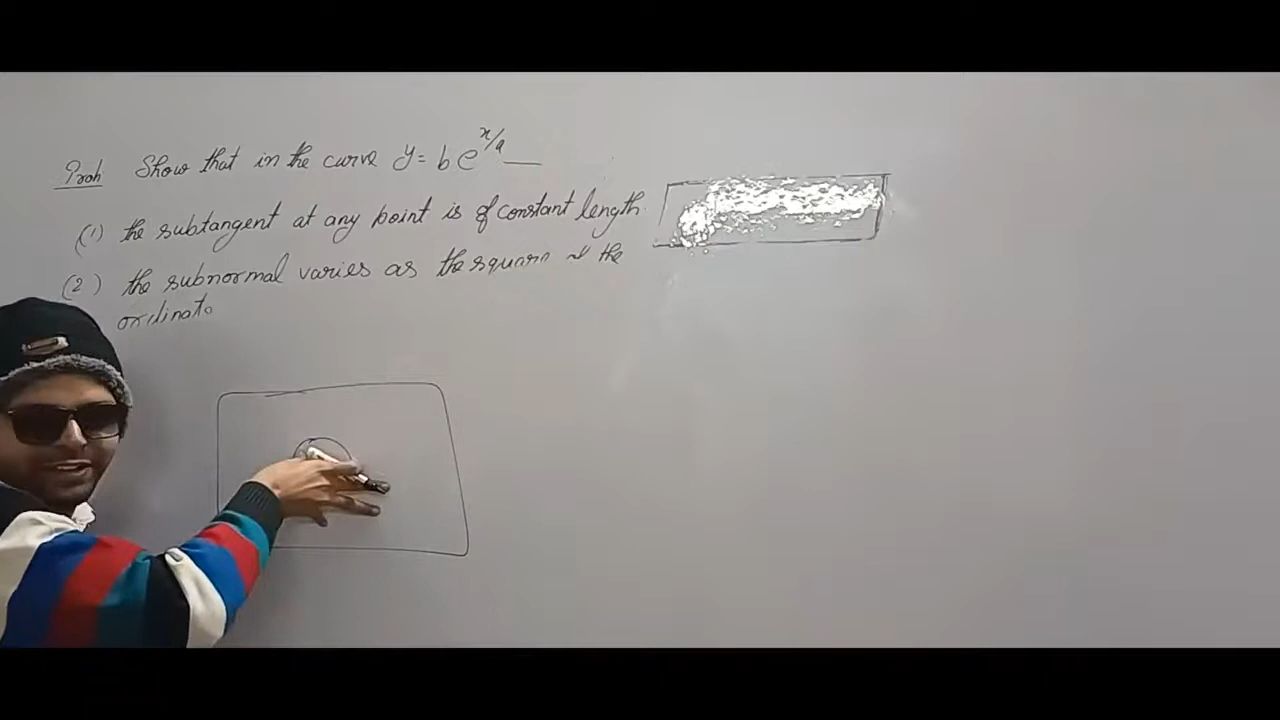 Prob Show that in the curve y = b e^{x/a}
(1) the subtangent at any point is of constant length.
(2) the subnormal varies as the square of the
ordinate